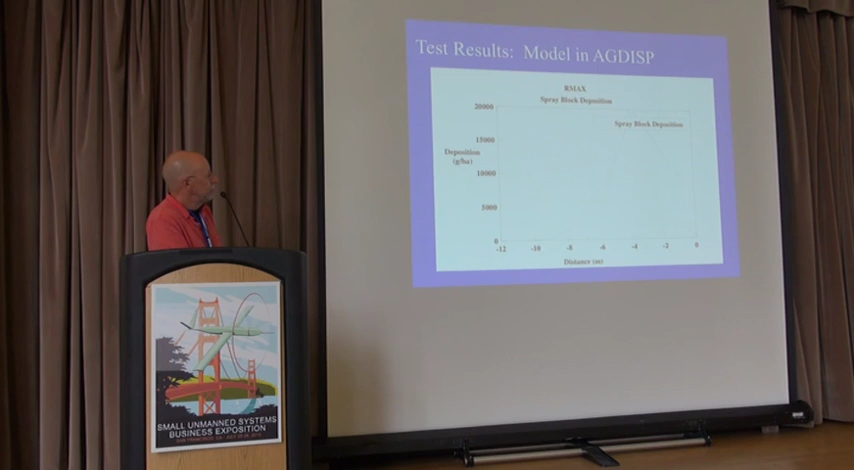 Test Results: Model in AGDISP
RMAX
Spray Block Deposition
20000
Spray Block Deposition
15000
Deposition
(g/ha)
10000
5000
0
-12 -10 -8 -6 -4 -2 0
Distance (m)
SMALL UNMANNED SYSTEMS
BUSINESS EXPOSITION